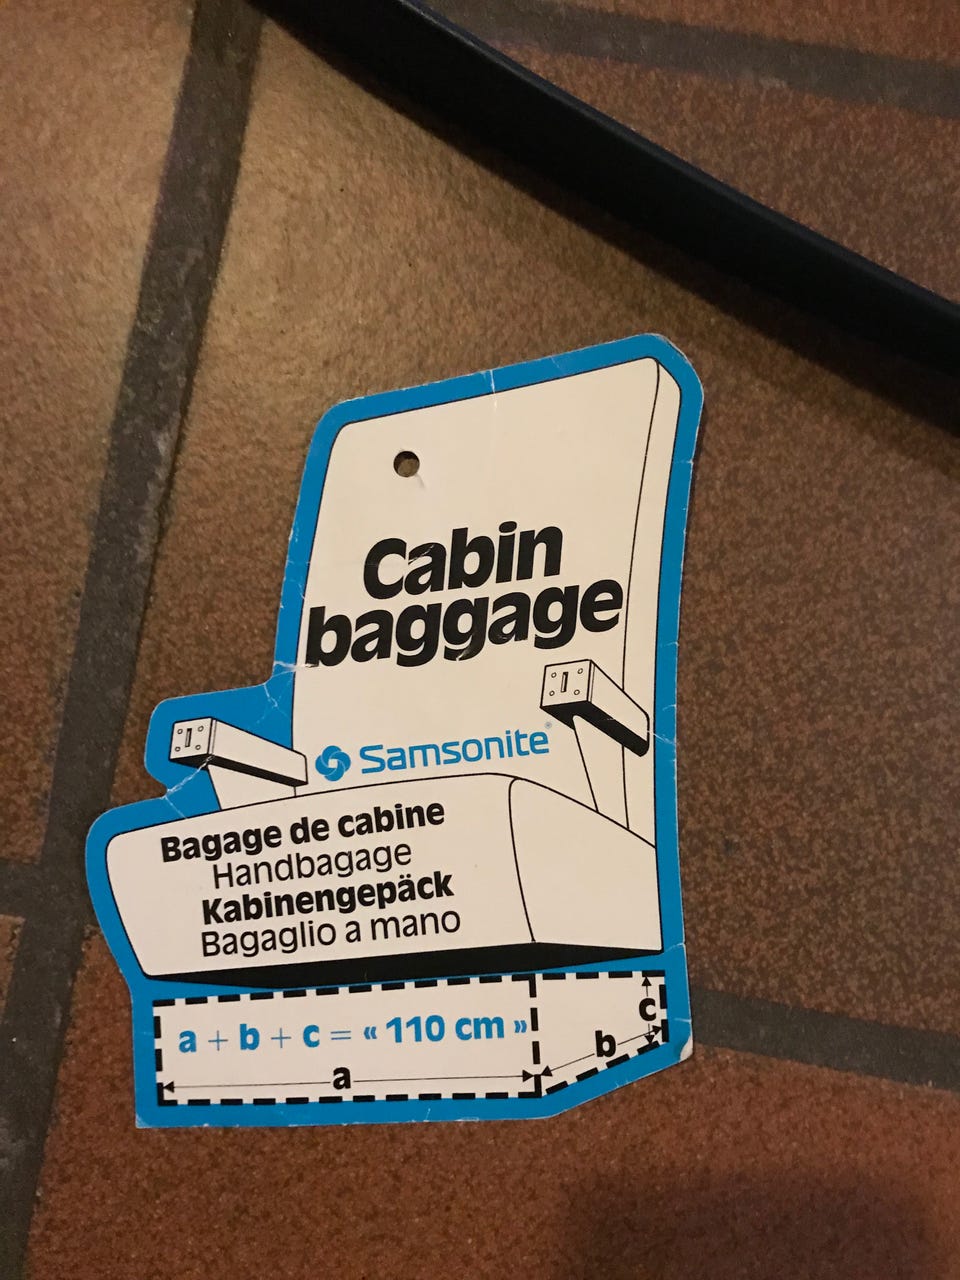 Cabin
baggage
Samsonite®
Bagage de cabine
Handbagage
Kabinengepäck
Bagaglio a mano
a + b + c = « 110 cm »
a
b
c